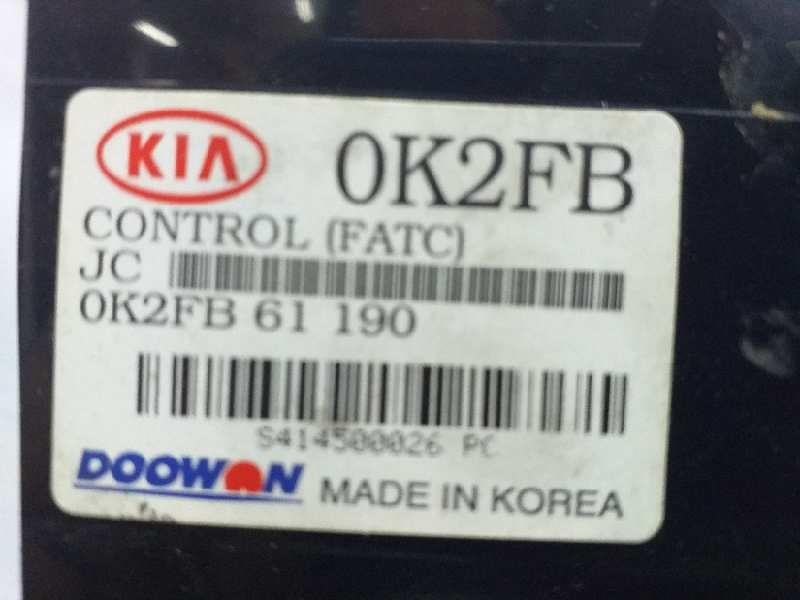 KIA 0K2FB
CONTROL (FATC)
JC
0K2FB 61 190
S414500026 PC
DOOWON MADE IN KOREA